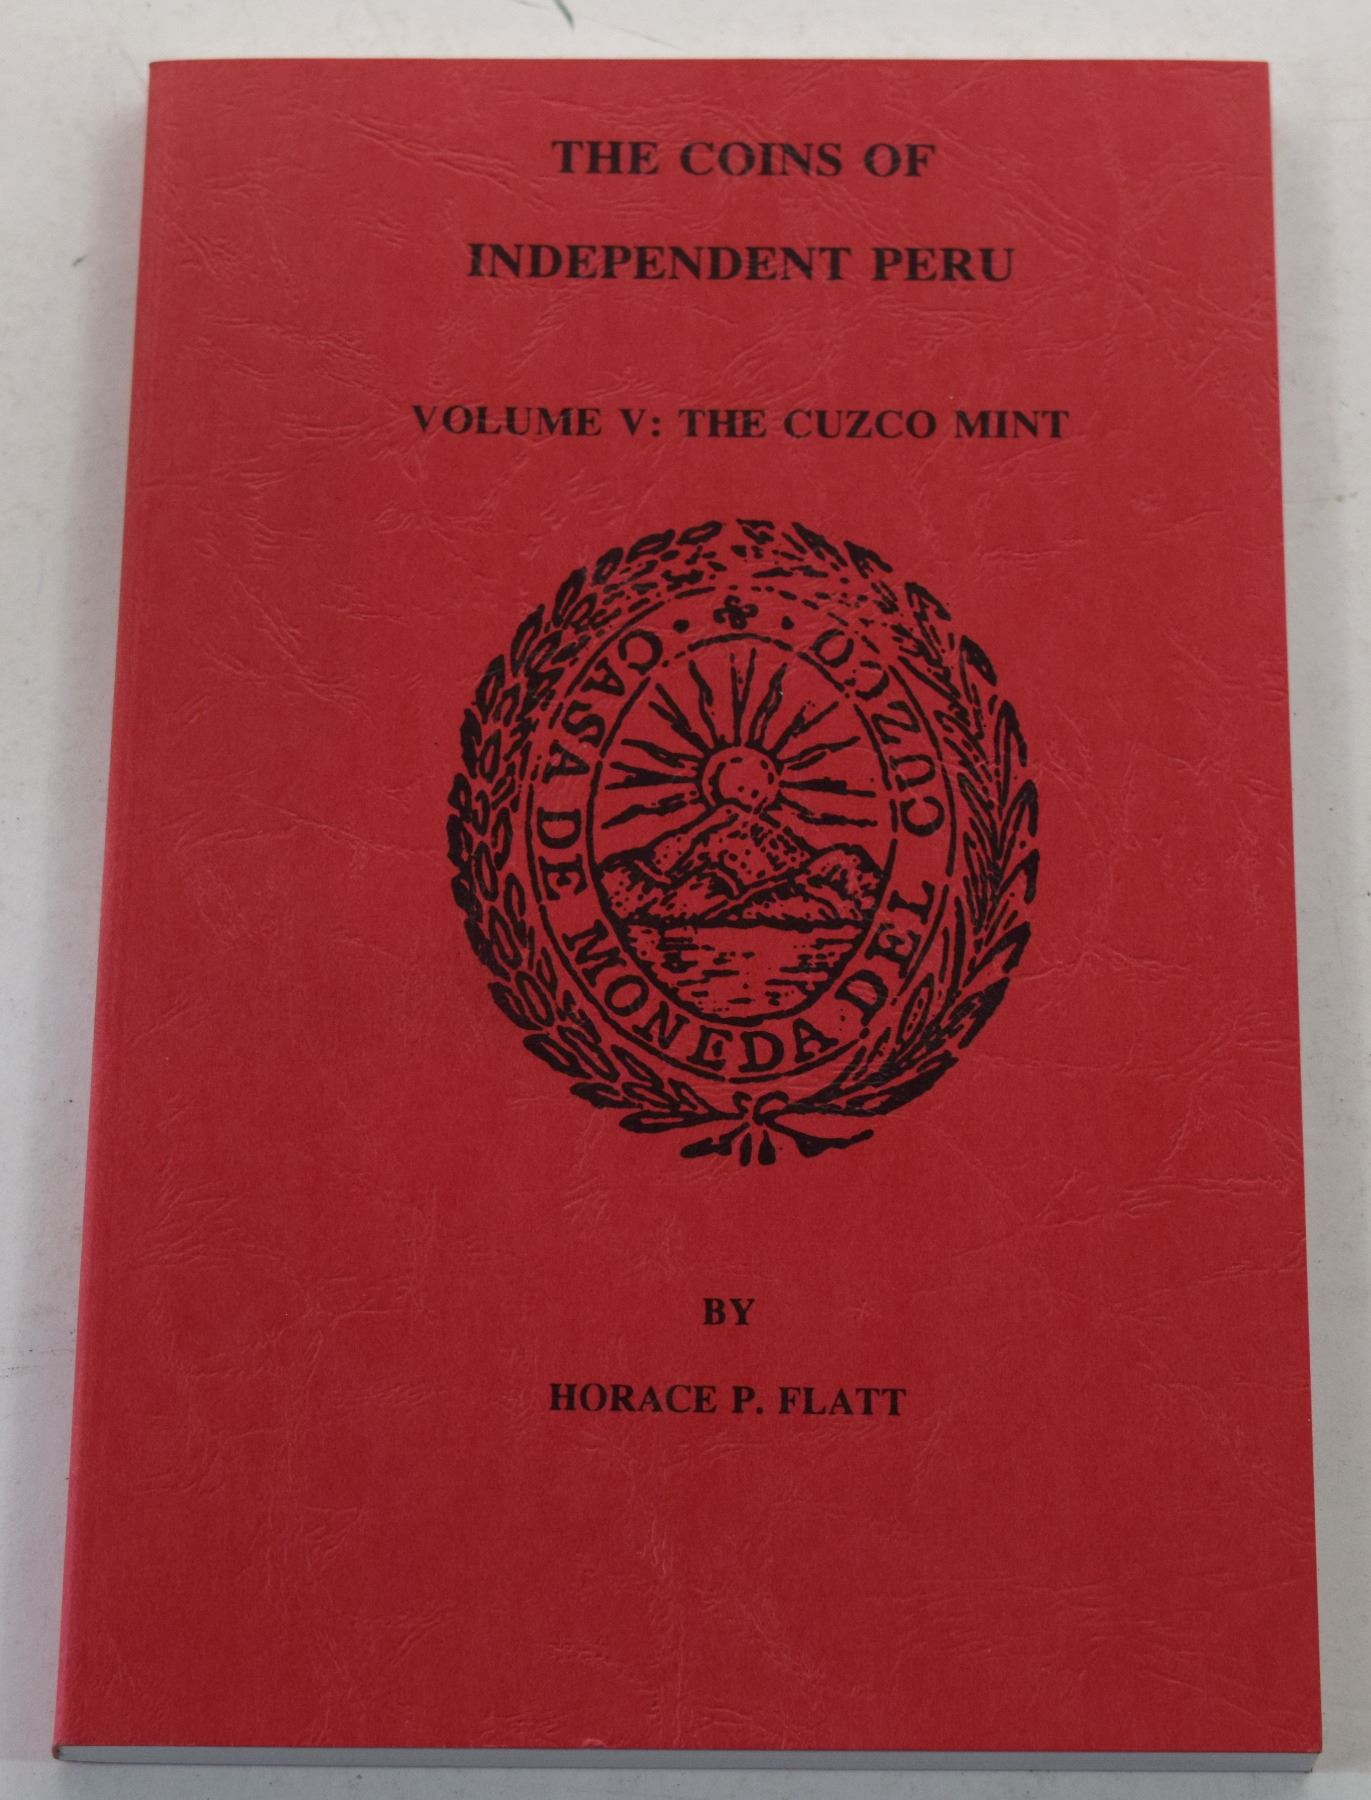 THE COINS OF
INDEPENDENT PERU
VOLUME V: THE CUZCO MINT
CASA DE MONEDA DEL CUZCO
BY
HORACE P. FLATT